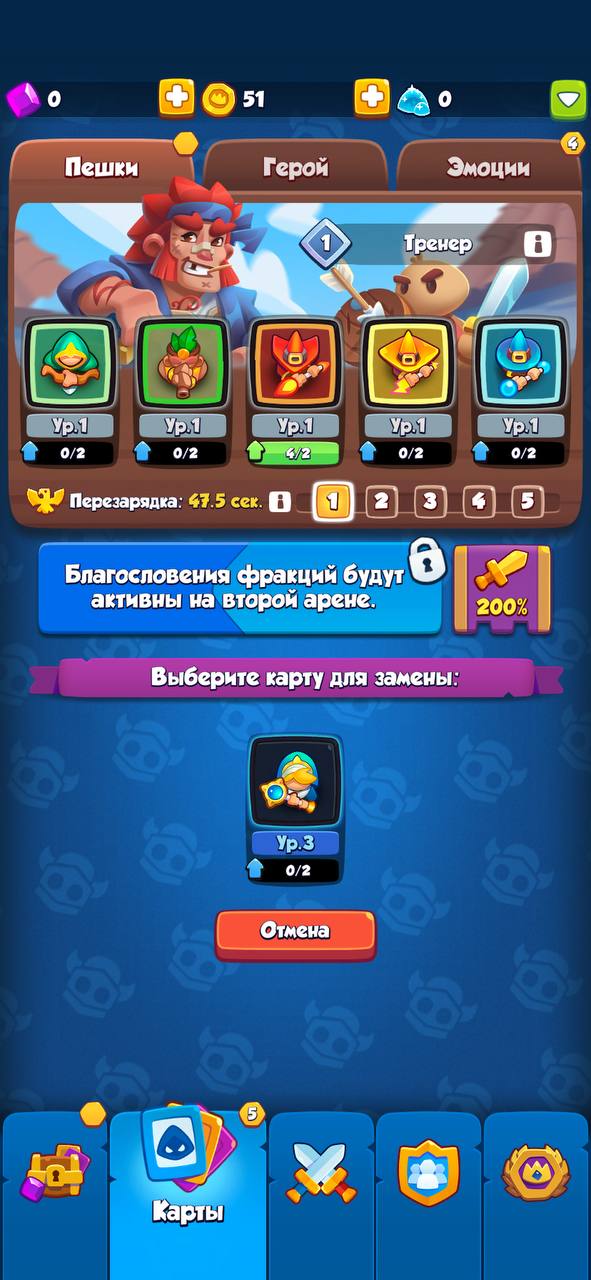 0
51
0
4
Пешки
Герой
Эмоции
1
Тренер
Ур.1
Ур.1
Ур.1
Ур.1
Ур.1
0/2
0/2
4/2
0/2
0/2
Перезарядка: 47.5 сек.
1
2
3
4
5
Благословения фракций будут
активны на второй арене.
200%
Выберите карту для замены:
Ур.3
0/2
Отмена
5
Карты